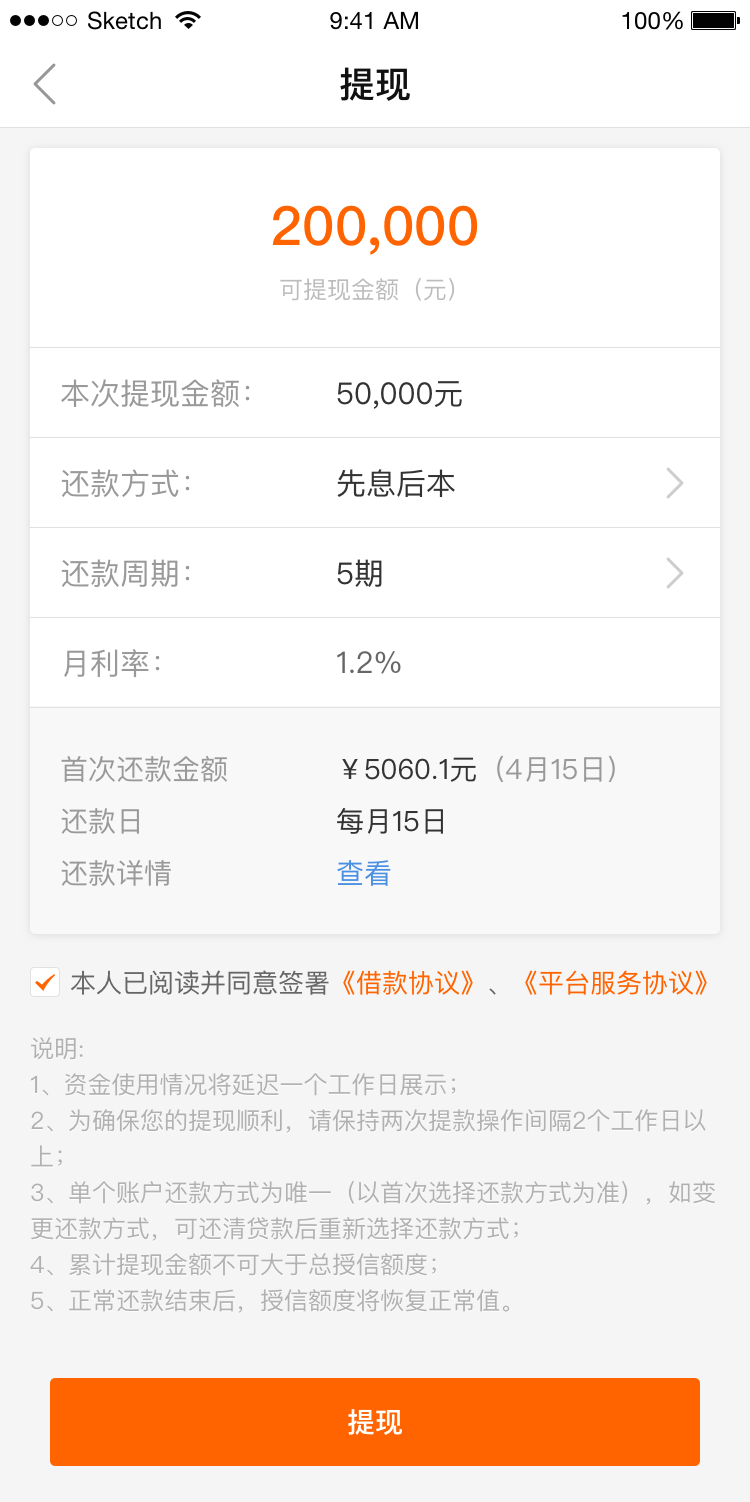 Sketch 9:41 AM 100%
提现
200,000
可提现金额（元）
本次提现金额： 50,000元
还款方式： 先息后本
还款周期： 5期
月利率： 1.2%
首次还款金额 ￥5060.1元（4月15日）
还款日 每月15日
还款详情 查看
本人已阅读并同意签署《借款协议》、《平台服务协议》
说明:
1、资金使用情况将延迟一个工作日展示；
2、为确保您的提现顺利，请保持两次提款操作间隔2个工作日以
上；
3、单个账户还款方式为唯一（以首次选择还款方式为准），如变
更还款方式，可还清贷款后重新选择还款方式；
4、累计提现金额不可大于总授信额度；
5、正常还款结束后，授信额度将恢复正常值。
提现